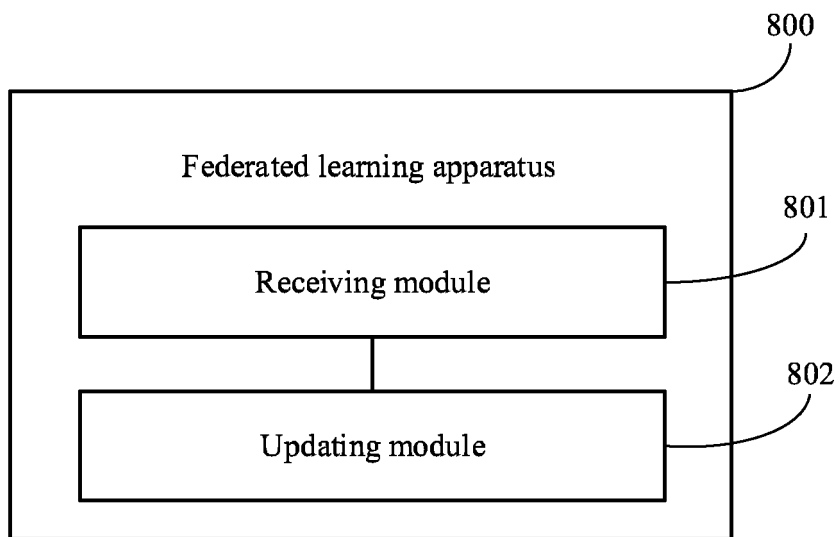 800
Federated learning apparatus
801
Receiving module
802
Updating module